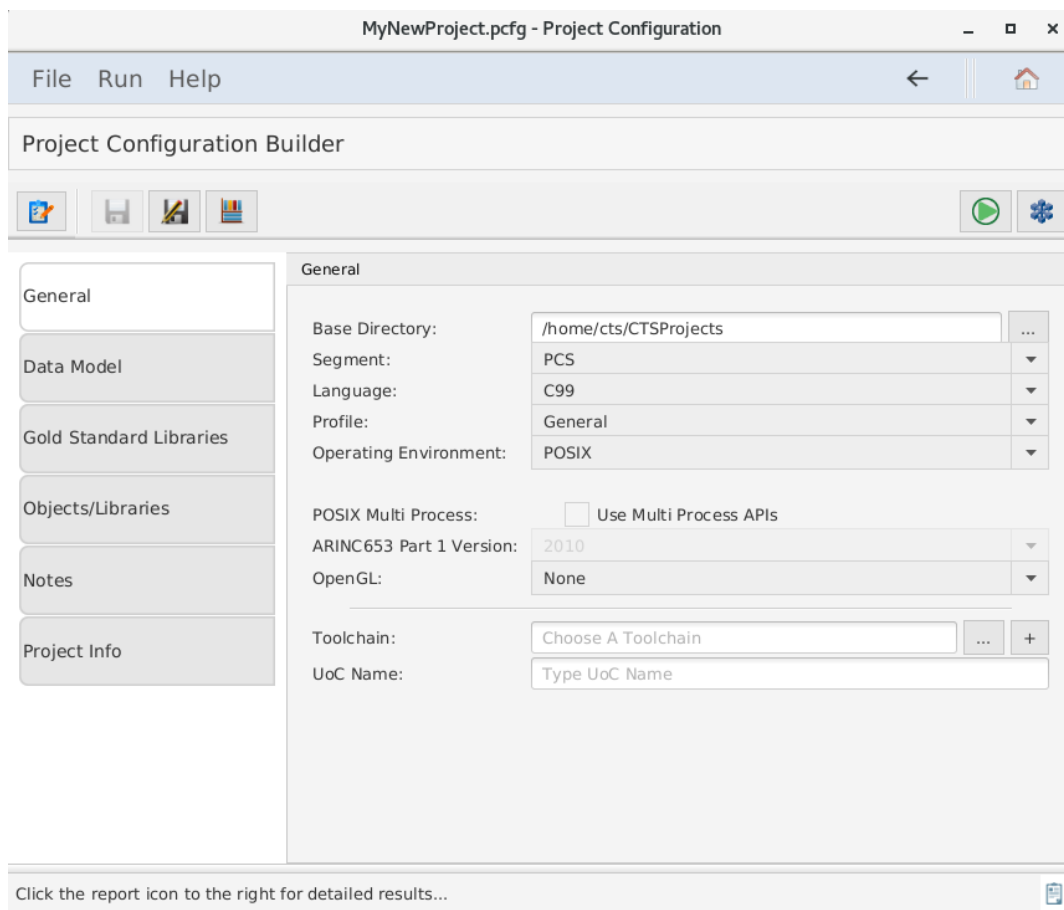 MyNewProject.pcfg - Project Configuration
File Run Help
Project Configuration Builder
General
Data Model
Gold Standard Libraries
Objects/Libraries
Notes
Project Info
General
Base Directory: /home/cts/CTSProjects ...
Segment: PCS
Language: C99
Profile: General
Operating Environment: POSIX
POSIX Multi Process: Use Multi Process APIs
ARINC653 Part 1 Version: 2010
OpenGL: None
Toolchain: Choose A Toolchain ... +
UoC Name: Type UoC Name
Click the report icon to the right for detailed results...